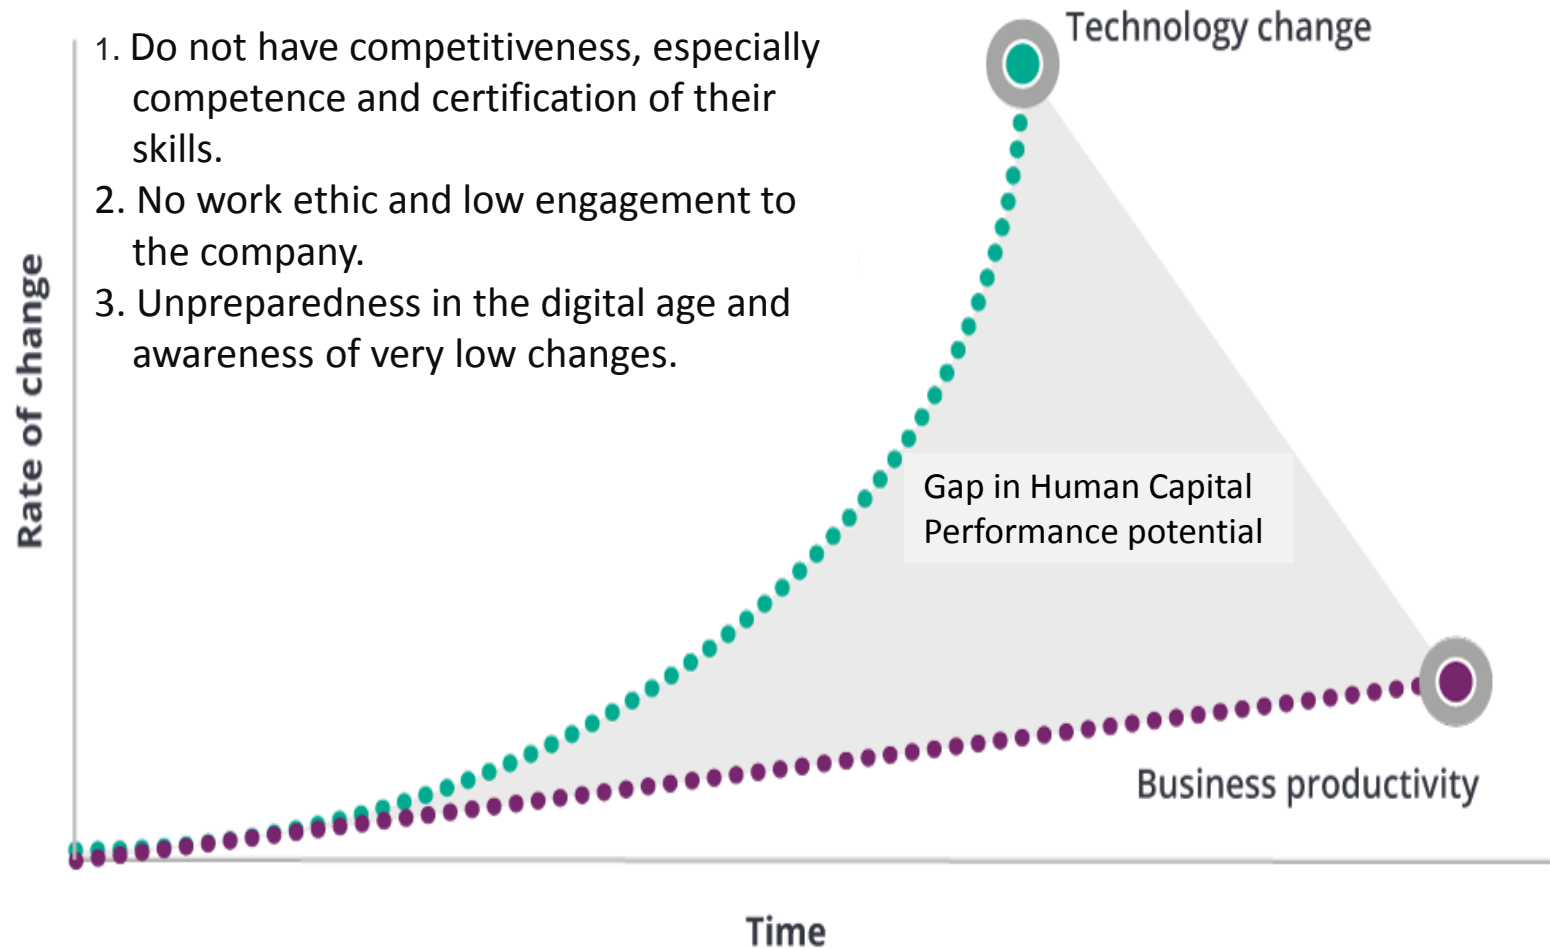 Technology change
1. Do not have competitiveness, especially
competence and certification of their
skills.
2. No work ethic and low engagement to
the company.
3. Unpreparedness in the digital age and
awareness of very low changes.
Rate of change
Gap in Human Capital
Performance potential
Business productivity
Time